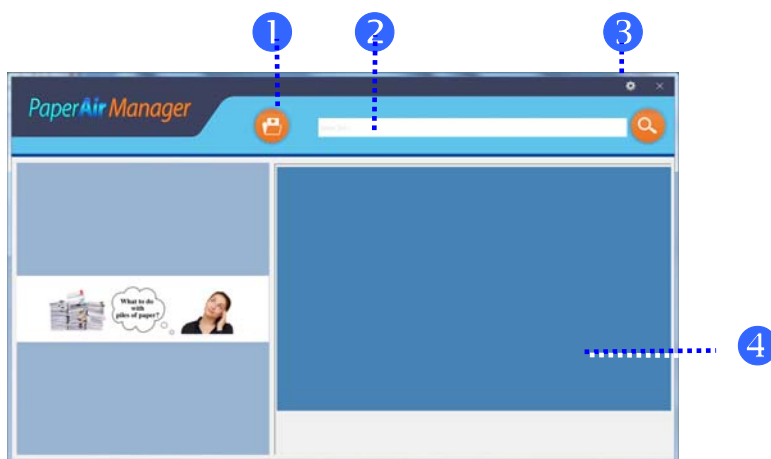 1 2 3
PaperAir Manager
What to do
with
piles of paper?
4